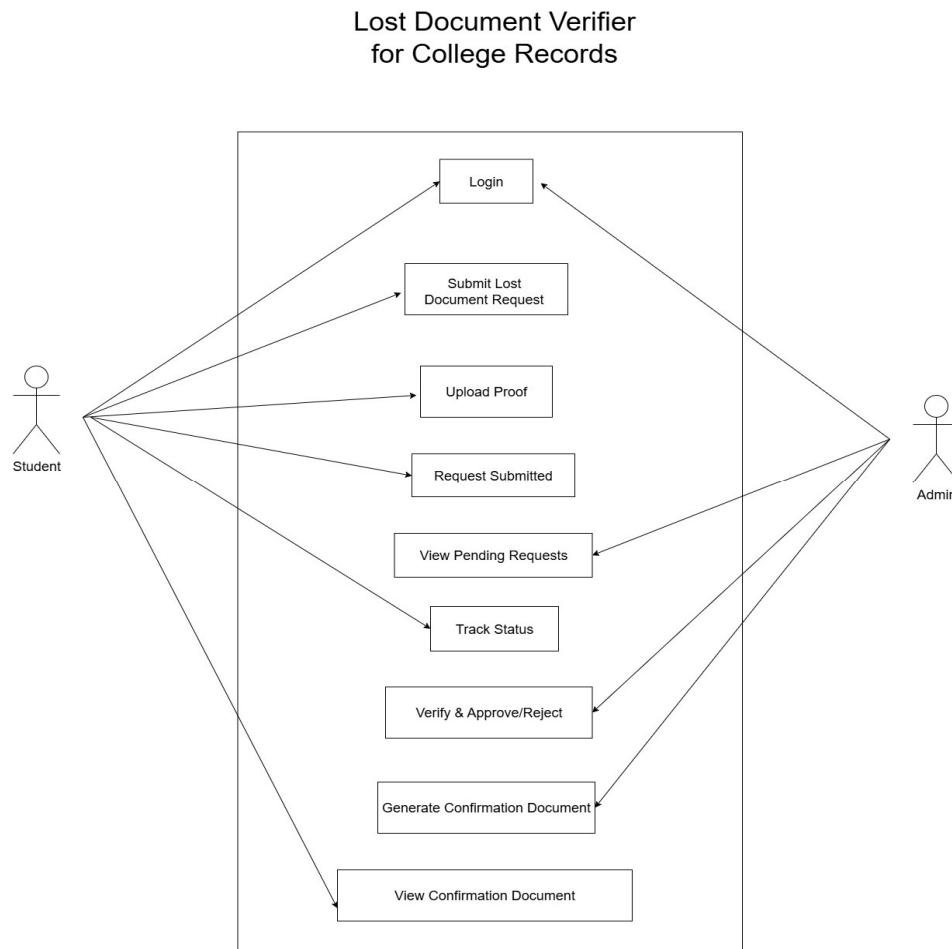 Lost Document Verifier
for College Records
Login
Submit Lost
Document Request
Upload Proof
Student
Request Submitted
Admin
View Pending Requests
Track Status
Verify & Approve/Reject
Generate Confirmation Document
View Confirmation Document